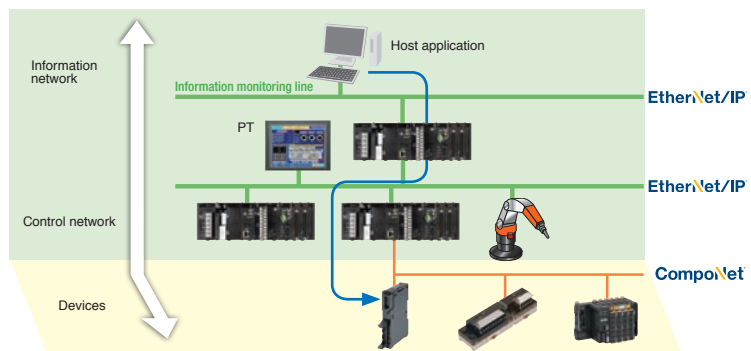 Host application
Information
network
Information monitoring line
EtherNet/IP
PT
EtherNet/IP
Control network
CompoNet
Devices